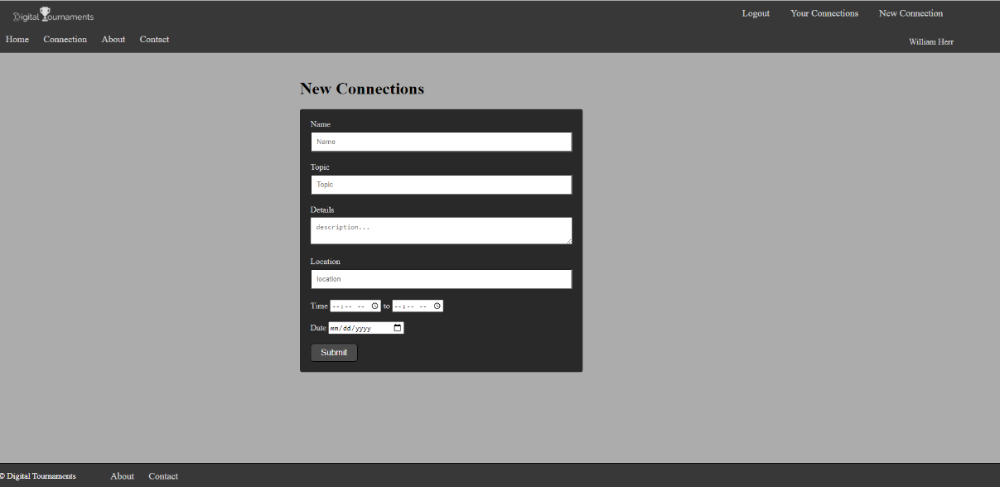 Digital Tournaments
Logout Your Connections New Connection
Home Connection About Contact
William Herr
New Connections
Name
Name
Topic
Topic
Details
description...
Location
location
Time --:-- -- to --:-- --
Date mm/dd/yyyy
Submit
© Digital Tournaments About Contact